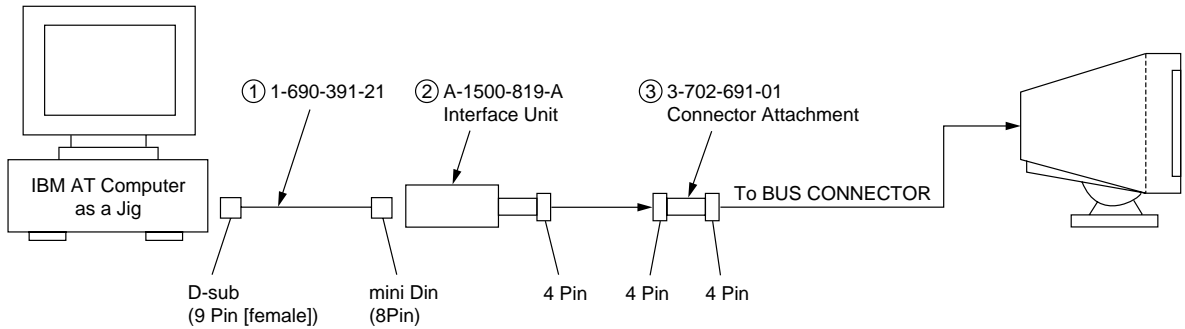 ① 1-690-391-21
② A-1500-819-A
Interface Unit
③ 3-702-691-01
Connector Attachment
IBM AT Computer
as a Jig
To BUS CONNECTOR
D-sub
(9 Pin [female])
mini Din
(8Pin)
4 Pin
4 Pin
4 Pin